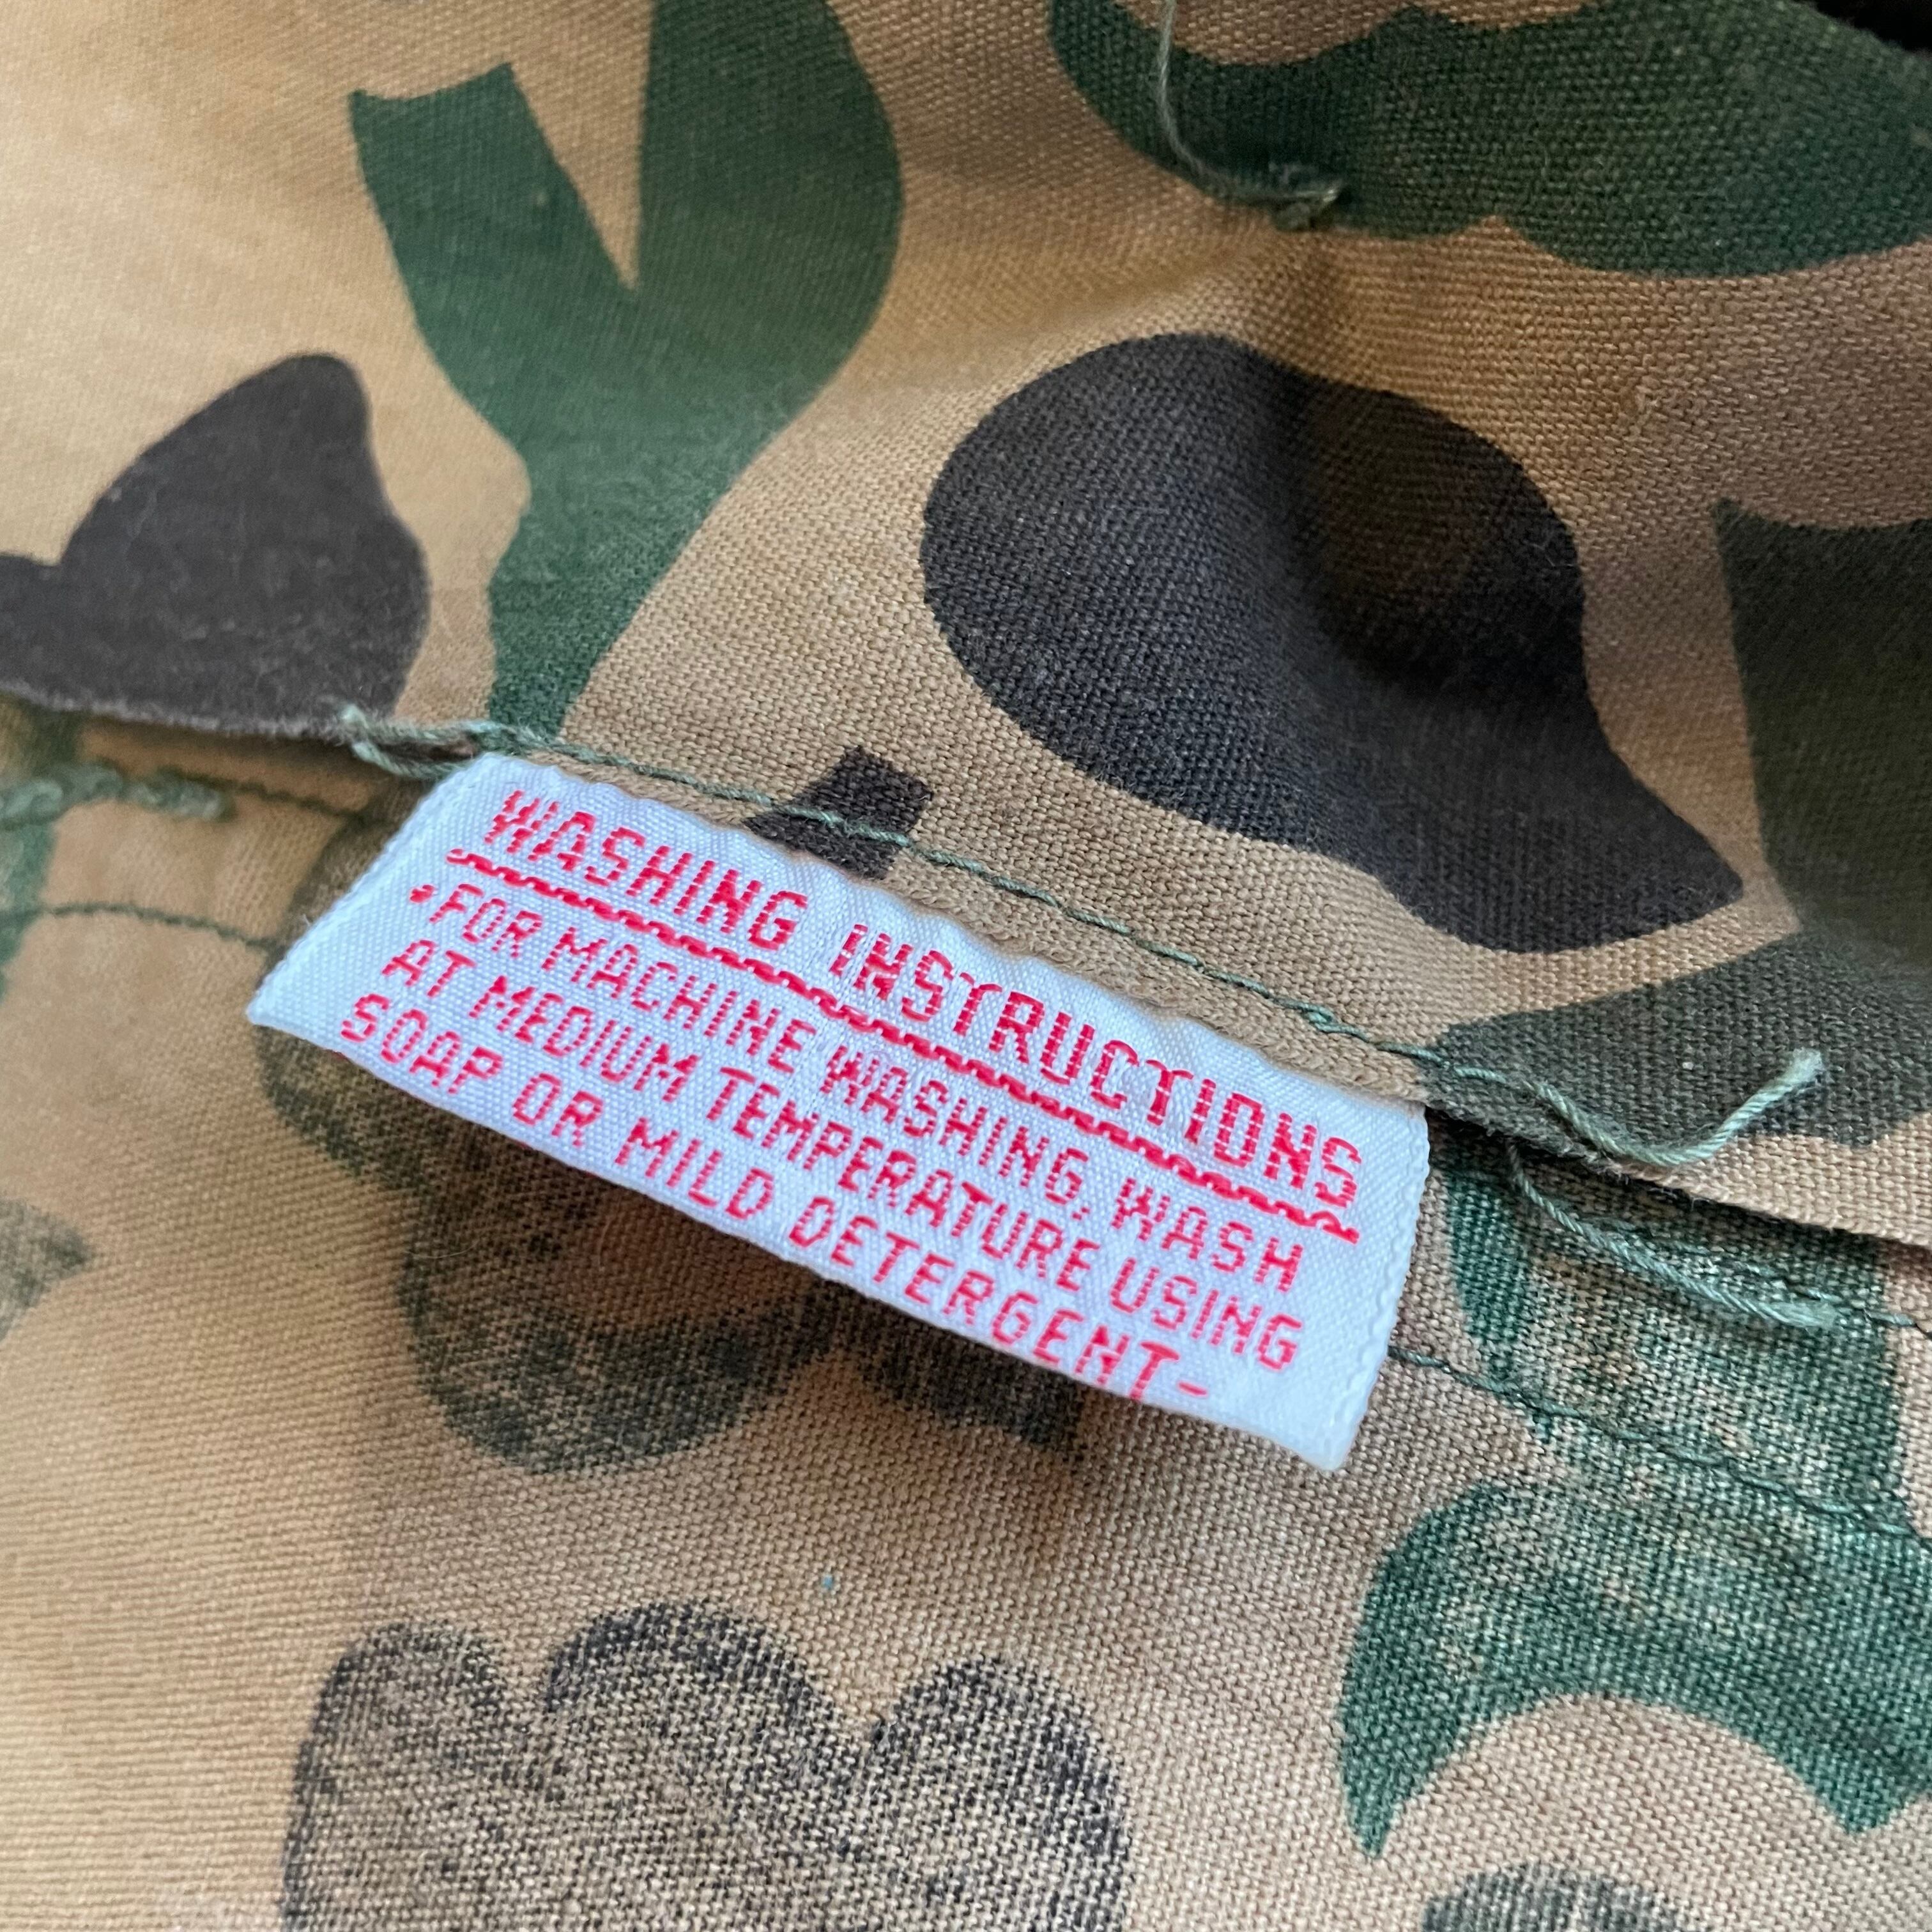 WASHING INSTRUCTIONS
•FOR MACHINE WASHING, WASH
AT MEDIUM TEMPERATURE USING
SOAP OR MILD DETERGENT-